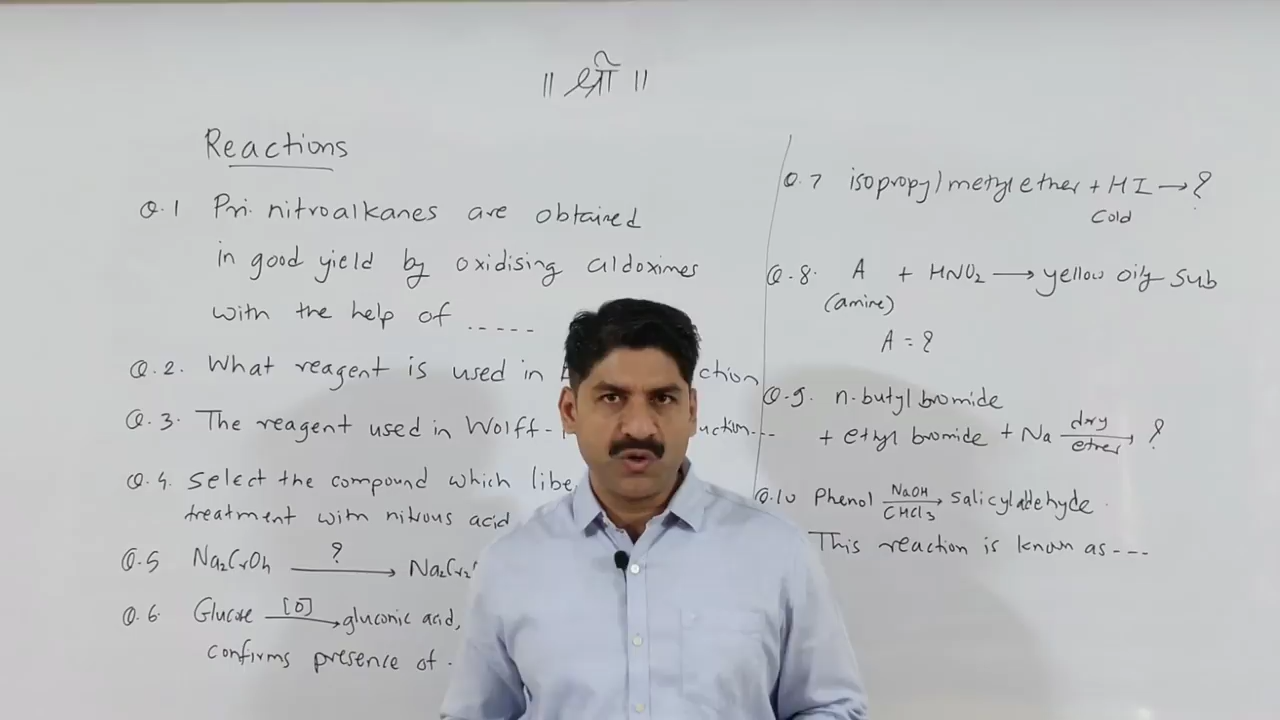 || श्री ||
Reactions
Q.1 Pri. nitroalkanes are obtained
in good yield by oxidising aldoximes
with the help of .....
Q.2. What reagent is used in ction
Q.3. The reagent used in Wolff- uction---
Q.4. Select the compound which libe
treatment with nitrous acid
Q.5 Na₂CrO₄ ? → Na₂Cr₂
Q.6. Glucose [O] → gluconic acid,
confirms presence of .
Q.7 isopropyl metyl ether + HI → ?
Cold
Q.8. A + HNO₂ → yellow oily sub
(amine)
A = ?
Q.9. n.butyl bromide
+ ethyl bromide + Na dry ether → ?
Q.10 Phenol NaOH CHCl₃ → salicyladehyde.
This reaction is known as ---